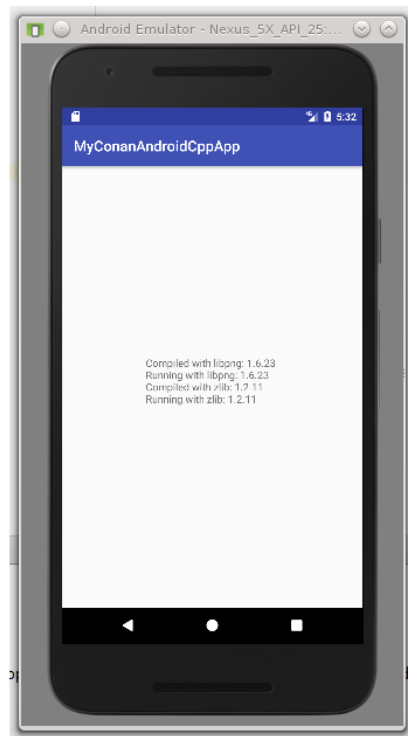 Android Emulator - Nexus_5X_API_25:...
5:32
MyConanAndroidCppApp
Compiled with libpng: 1.6.23
Running with libpng: 1.6.23
Compiled with zlib: 1.2.11
Running with zlib: 1.2.11